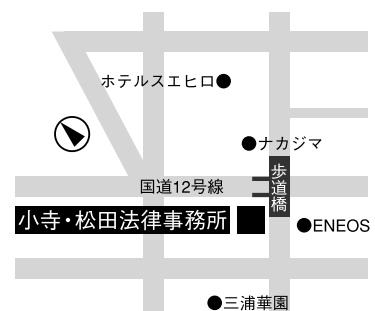 ホテルスエヒロ
ナカジマ
歩道橋
国道12号線
小寺・松田法律事務所
ENEOS
三浦華園